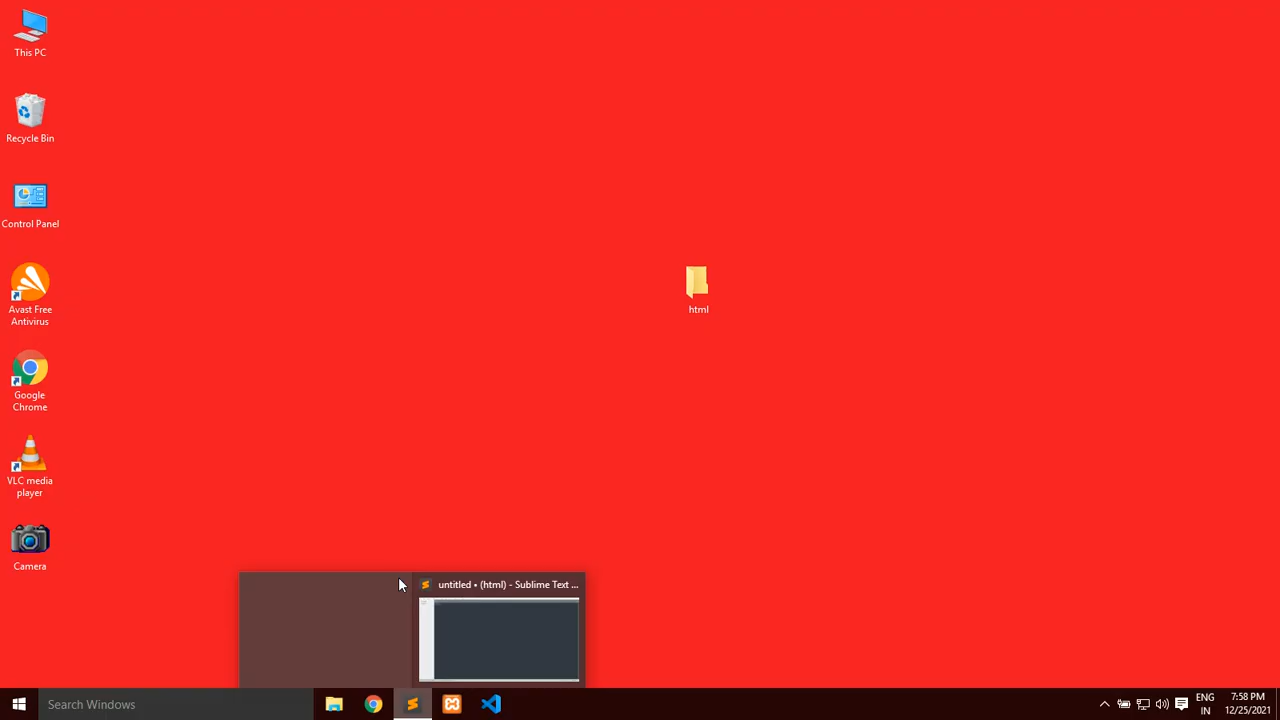 This PC
Recycle Bin
Control Panel
Avast Free
Antivirus
Google
Chrome
VLC media
player
Camera
html
untitled • (html) - Sublime Text ...
Search Windows
ENG
IN
7:58 PM
12/25/2021